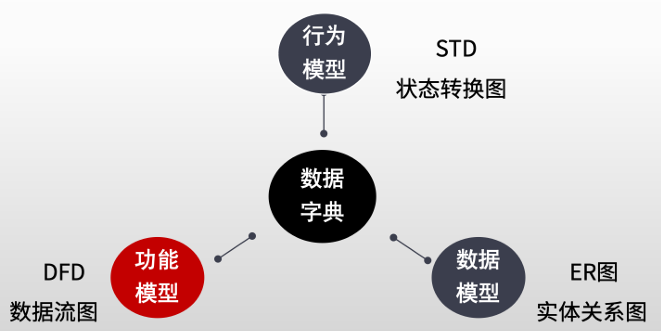 行为
模型
STD
状态转换图
数据
字典
DFD
数据流图
功能
模型
数据
模型
ER图
实体关系图